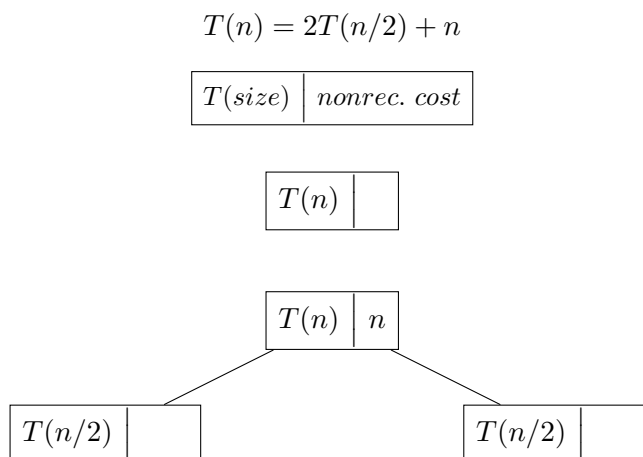 T(n) = 2T(n/2) + n
T(size) | nonrec. cost
T(n) |
T(n) | n
T(n/2) | T(n/2) |